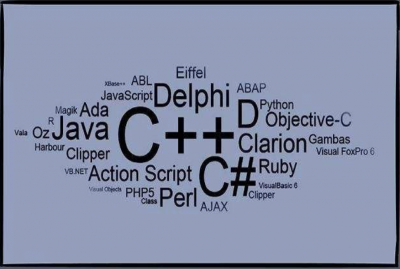 Eiffel
XBase++ ABL ABAP
JavaScript Delphi
Magik Ada D Python
R Objective-C
Vala Oz Java C++ Clarion Gambas
Harbour Clipper Visual FoxPro 6
VB.NET Action Script C# Ruby
Visual Objects PHP5 Perl VisualBasic 6
Class Clipper
AJAX